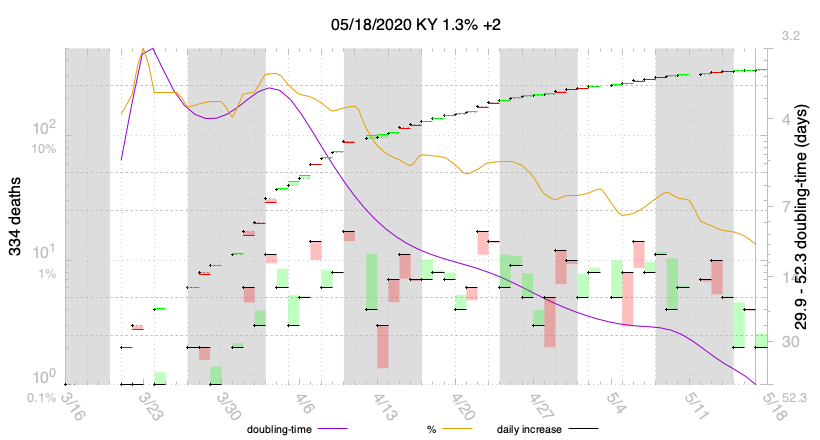 05/18/2020 KY 1.3% +2
3.2
10² 4
10%
7
334 deaths
29.9 - 52.3 doubling-time (days)
10¹
1% 14
30
10⁰
0.1% 52.3
3/16 3/23 3/30 4/6 4/13 4/20 4/27 5/4 5/11 5/18
doubling-time % daily increase